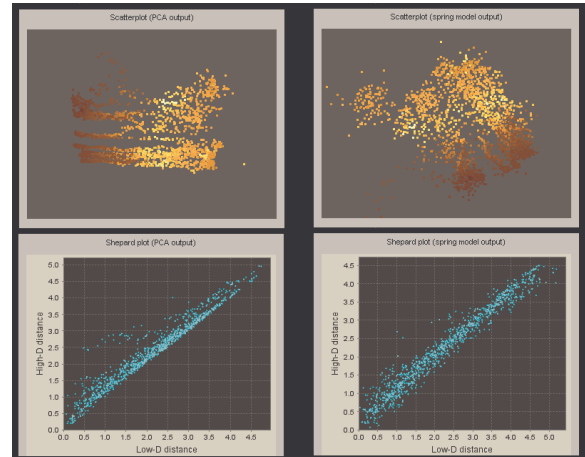 Scatterplot (PCA output)
Scatterplot (spring model output)
Shepard plot (PCA output)
5.0
4.5
4.0
3.5
3.0
2.5
2.0
1.5
1.0
0.5
0.0
High-D distance
0.0 0.5 1.0 1.5 2.0 2.5 3.0 3.5 4.0 4.5
Low-D distance
Shepard plot (spring model output)
4.5
4.0
3.5
3.0
2.5
2.0
1.5
1.0
0.5
0.0
High-D distance
0.0 0.5 1.0 1.5 2.0 2.5 3.0 3.5 4.0 4.5 5.0
Low-D distance